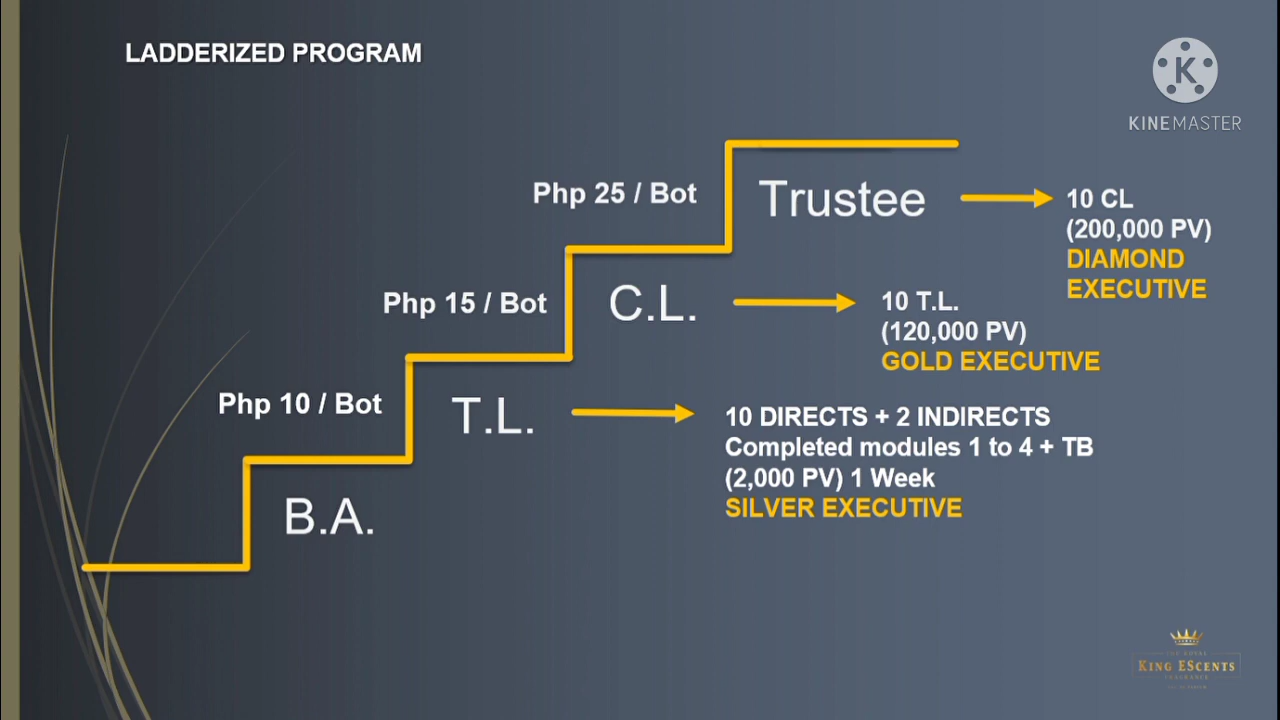 LADDERIZED PROGRAM
K
KINEMASTER
Php 25 / Bot
Trustee
10 CL
(200,000 PV)
DIAMOND
EXECUTIVE
Php 15 / Bot
C.L.
10 T.L.
(120,000 PV)
GOLD EXECUTIVE
Php 10 / Bot
T.L.
10 DIRECTS + 2 INDIRECTS
Completed modules 1 to 4 + TB
(2,000 PV) 1 Week
SILVER EXECUTIVE
B.A.
THE ROYAL
KING ESCENTS